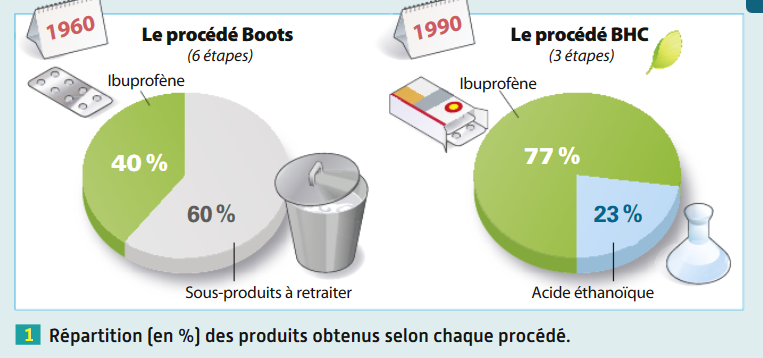 1960
Le procédé Boots
(6 étapes)
Ibuprofène
40 %
60 %
Sous-produits à retraiter
1990
Le procédé BHC
(3 étapes)
Ibuprofène
77 %
23 %
Acide éthanoïque
1 Répartition (en %) des produits obtenus selon chaque procédé.